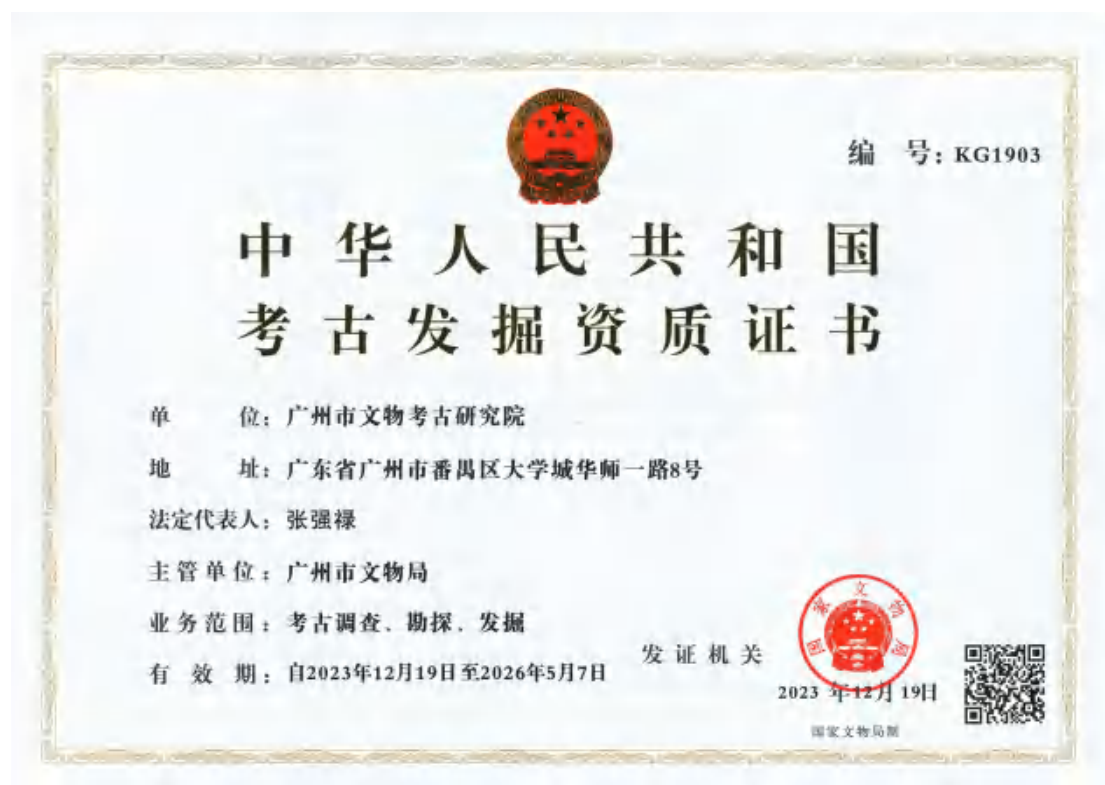 编 号：KG1903
中华人民共和国
考古发掘资质证书
单 位：广州市文物考古研究院
地 址：广东省广州市番禺区大学城华师一路8号
法定代表人：张强禄
主管单位：广州市文物局
业务范围：考古调查、勘探、发掘
有 效 期：自2023年12月19日至2026年5月7日
发证机关
国家文物局
2023 年 12月 19日
国家文物局制